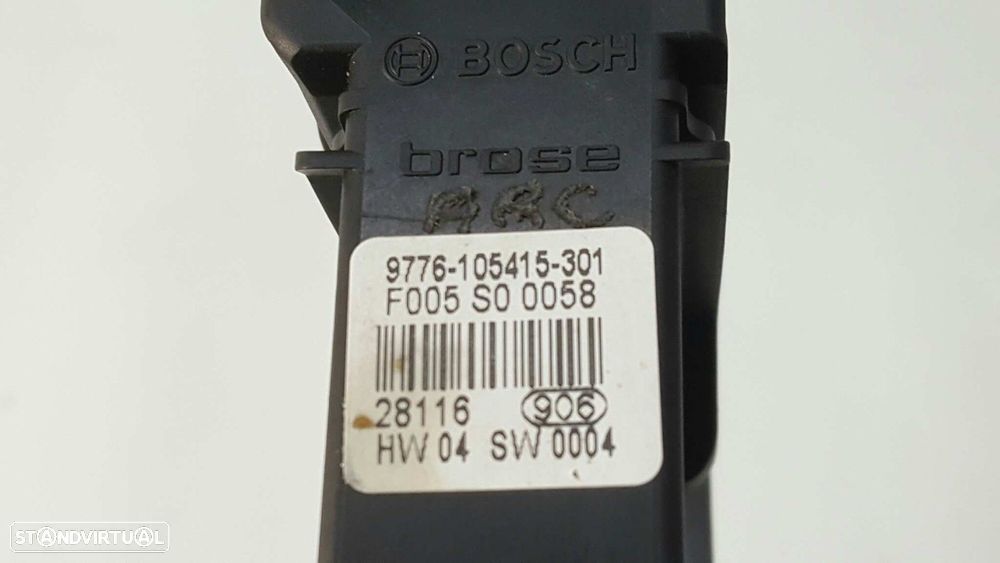 BOSCH
brose
ARC
9776-105415-301
F005 S0 0058
28116 906
HW 04 SW 0004
STANDVIRTUAL